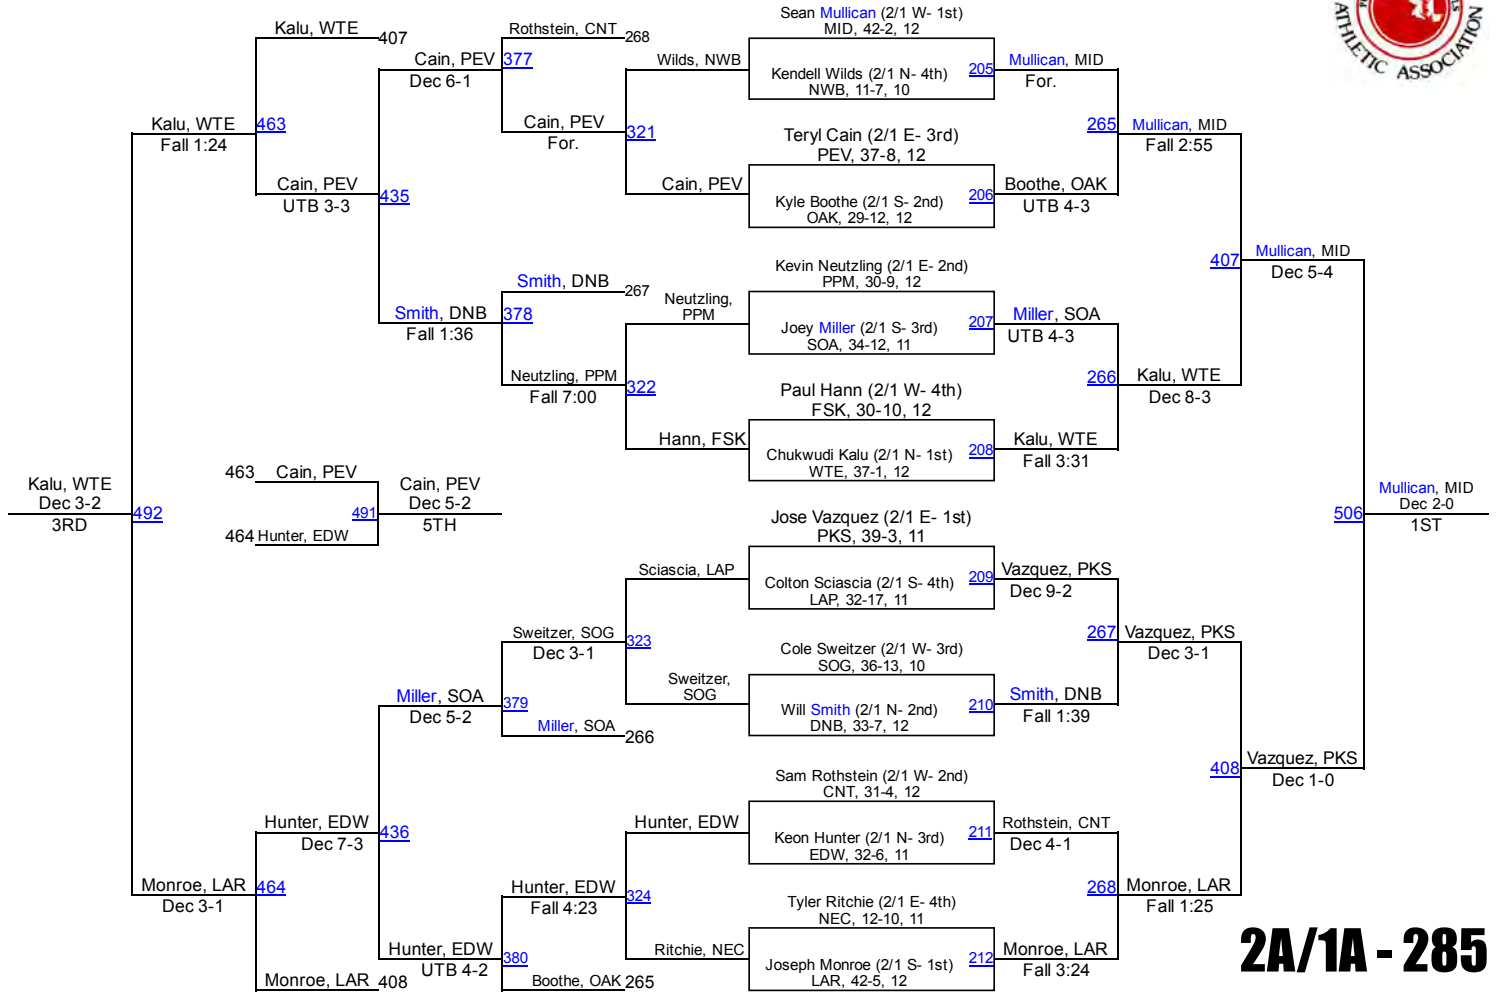 Kalu, WTE
407
Rothstein, CNT
268
Sean Mullican (2/1 W- 1st)
MID, 42-2, 12
Cain, PEV
377
Dec 6-1
Wilds, NWB
Kendell Wilds (2/1 N- 4th)
205
NWB, 11-7, 10
Mullican, MID
For.
ATHLETIC ASSOCIATION
Kalu, WTE
463
Fall 1:24
Cain, PEV
321
For.
Teryl Cain (2/1 E- 3rd)
PEV, 37-8, 12
265
Mullican, MID
Fall 2:55
Cain, PEV
UTB 3-3
435
Cain, PEV
Kyle Boothe (2/1 S- 2nd)
206
OAK, 29-12, 12
Boothe, OAK
UTB 4-3
407
Mullican, MID
Dec 5-4
Smith, DNB
267
Kevin Neutzling (2/1 E- 2nd)
PPM, 30-9, 12
Smith, DNB
378
Fall 1:36
Neutzling,
PPM
Joey Miller (2/1 S- 3rd)
207
SOA, 34-12, 11
Miller, SOA
UTB 4-3
Neutzling, PPM
322
Fall 7:00
Paul Hann (2/1 W- 4th)
FSK, 30-10, 12
266
Kalu, WTE
Dec 8-3
Hann, FSK
Chukwudi Kalu (2/1 N- 1st)
208
WTE, 37-1, 12
Kalu, WTE
Fall 3:31
Kalu, WTE
Dec 3-2
3RD
492
463
Cain, PEV
464
Hunter, EDW
491
Cain, PEV
Dec 5-2
5TH
Jose Vazquez (2/1 E- 1st)
PKS, 39-3, 11
506
Mullican, MID
Dec 2-0
1ST
Sciascia, LAP
Colton Sciascia (2/1 S- 4th)
209
LAP, 32-17, 11
Vazquez, PKS
Dec 9-2
Sweitzer, SOG
323
Dec 3-1
Cole Sweitzer (2/1 W- 3rd)
SOG, 36-13, 10
267
Vazquez, PKS
Dec 3-1
Miller, SOA
379
Dec 5-2
Sweitzer,
SOG
Will Smith (2/1 N- 2nd)
210
DNB, 33-7, 12
Smith, DNB
Fall 1:39
Miller, SOA
266
Sam Rothstein (2/1 W- 2nd)
CNT, 31-4, 12
408
Vazquez, PKS
Dec 1-0
Hunter, EDW
436
Dec 7-3
Hunter, EDW
Keon Hunter (2/1 N- 3rd)
211
EDW, 32-6, 11
Rothstein, CNT
Dec 4-1
Monroe, LAR
464
Dec 3-1
Hunter, EDW
324
Fall 4:23
Tyler Ritchie (2/1 E- 4th)
NEC, 12-10, 11
268
Monroe, LAR
Fall 1:25
Hunter, EDW
380
UTB 4-2
Ritchie, NEC
Joseph Monroe (2/1 S- 1st)
212
LAR, 42-5, 12
Monroe, LAR
Fall 3:24
Monroe, LAR
408
Boothe, OAK
265
2A/1A - 285